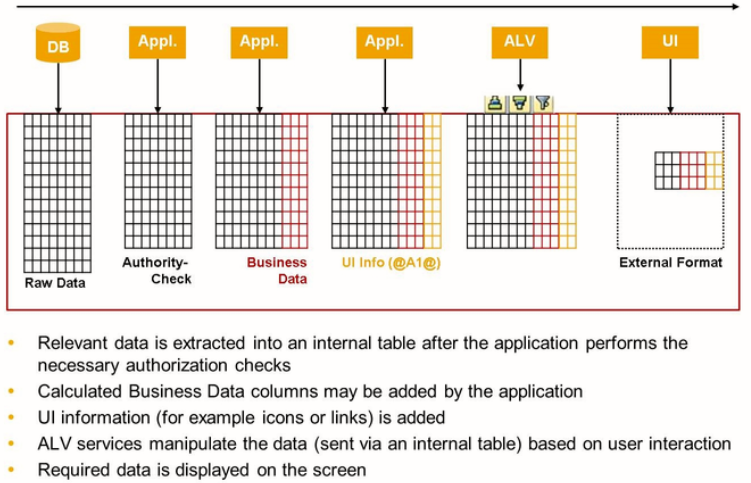 DB
Appl.
Appl.
Appl.
ALV
UI
Raw Data
Authority-
Check
Business
Data
UI Info (@A1@)
External Format
• Relevant data is extracted into an internal table after the application performs the
necessary authorization checks
• Calculated Business Data columns may be added by the application
• UI information (for example icons or links) is added
• ALV services manipulate the data (sent via an internal table) based on user interaction
• Required data is displayed on the screen